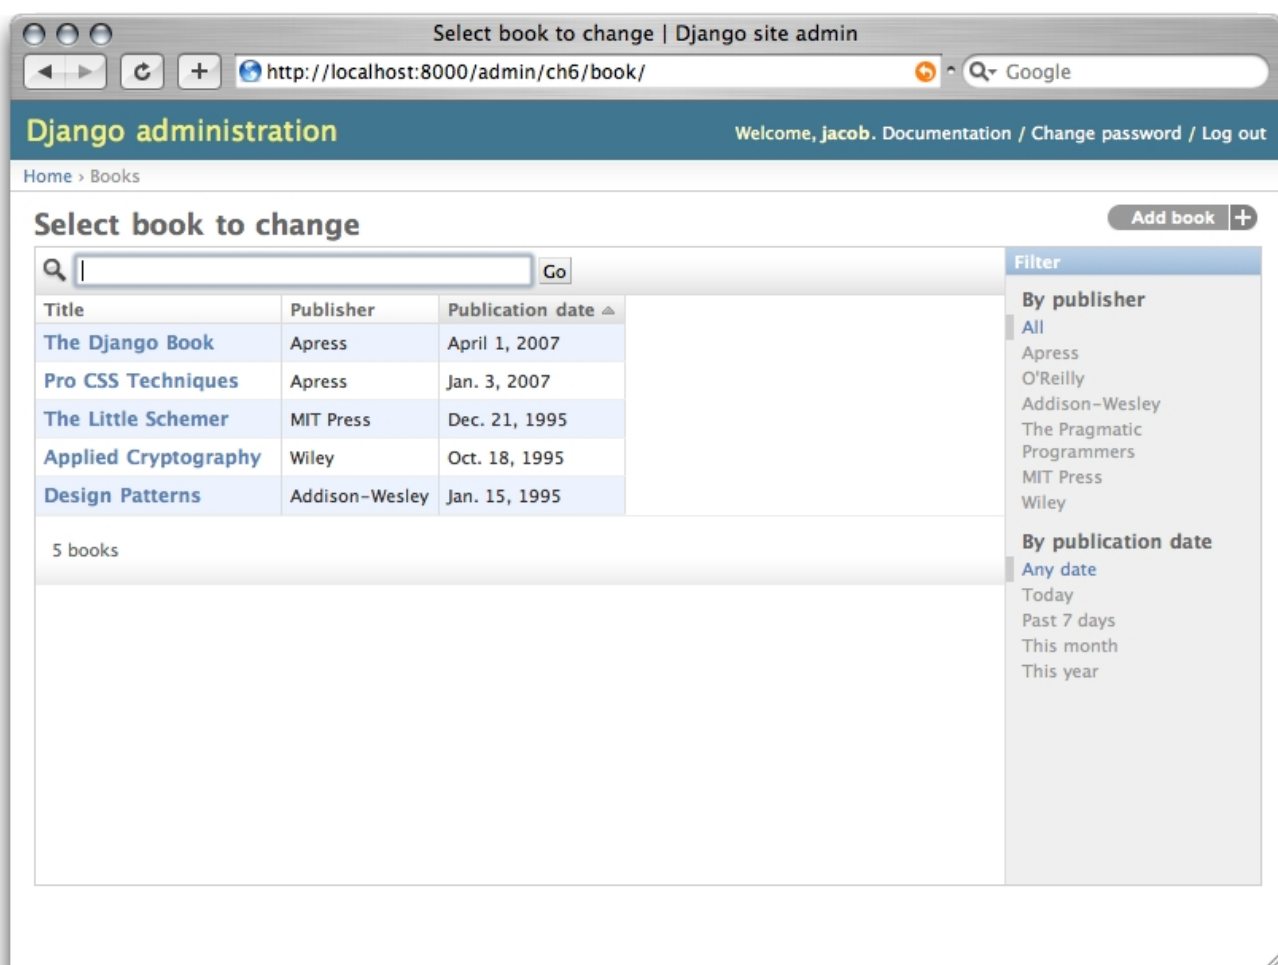 Select book to change | Django site admin
http://localhost:8000/admin/ch6/book/
Google
Django administration
Welcome, jacob. Documentation / Change password / Log out
Home › Books
Select book to change
Add book +
Go
Title Publisher Publication date
The Django Book Apress April 1, 2007
Pro CSS Techniques Apress Jan. 3, 2007
The Little Schemer MIT Press Dec. 21, 1995
Applied Cryptography Wiley Oct. 18, 1995
Design Patterns Addison-Wesley Jan. 15, 1995
5 books
Filter
By publisher
All
Apress
O'Reilly
Addison-Wesley
The Pragmatic
Programmers
MIT Press
Wiley
By publication date
Any date
Today
Past 7 days
This month
This year